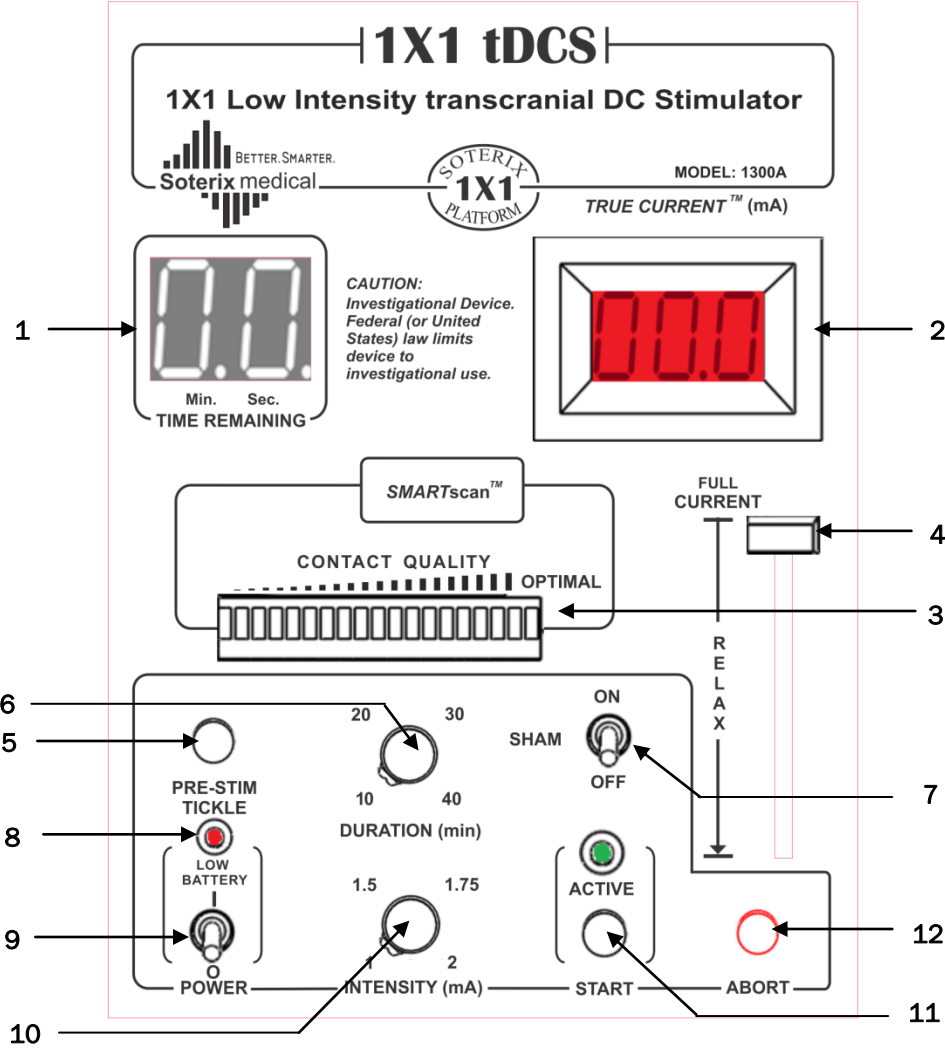 1X1 tDCS
1X1 Low Intensity transcranial DC Stimulator
BETTER. SMARTER.
Soterix medical
SOTERIX
1X1
PLATFORM
MODEL: 1300A
TRUE CURRENT™ (mA)
1
0.0.
Min. Sec.
TIME REMAINING
CAUTION:
Investigational Device.
Federal (or United
States) law limits
device to
investigational use.
00.0
2
SMARTscan™
CONTACT QUALITY
OPTIMAL
3
FULL
CURRENT
4
RELAX
6
5
PRE-STIM
TICKLE
20 30
10 40
DURATION (min)
ON
SHAM
OFF
7
8
LOW
BATTERY
I
9
O
POWER
1.5 1.75
1 2
INTENSITY (mA)
10
ACTIVE
START
11
ABORT
12